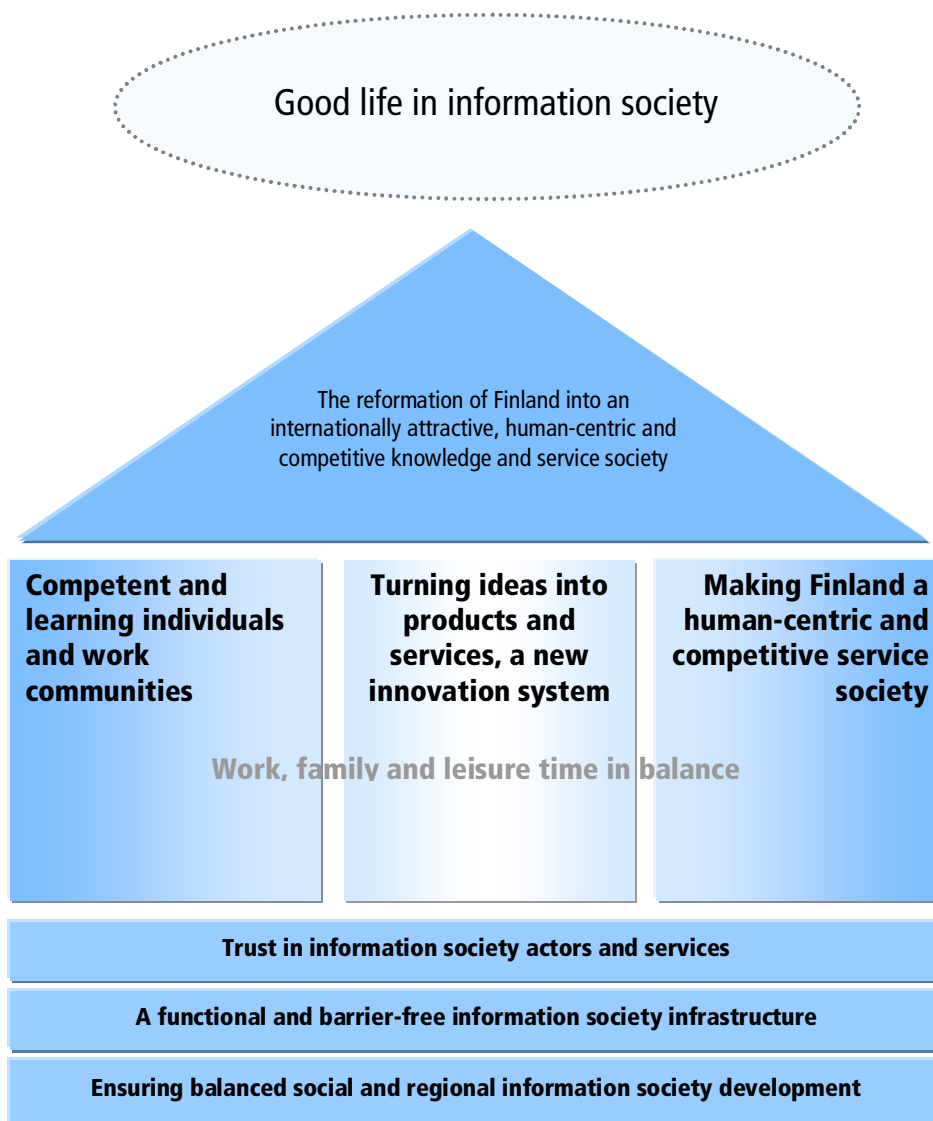 Good life in information society
The reformation of Finland into an
internationally attractive, human-centric and
competitive knowledge and service society
Competent and
learning individuals
and work
communities
Turning ideas into
products and
services, a new
innovation system
Making Finland a
human-centric and
competitive service
society
Work, family and leisure time in balance
Trust in information society actors and services
A functional and barrier-free information society infrastructure
Ensuring balanced social and regional information society development